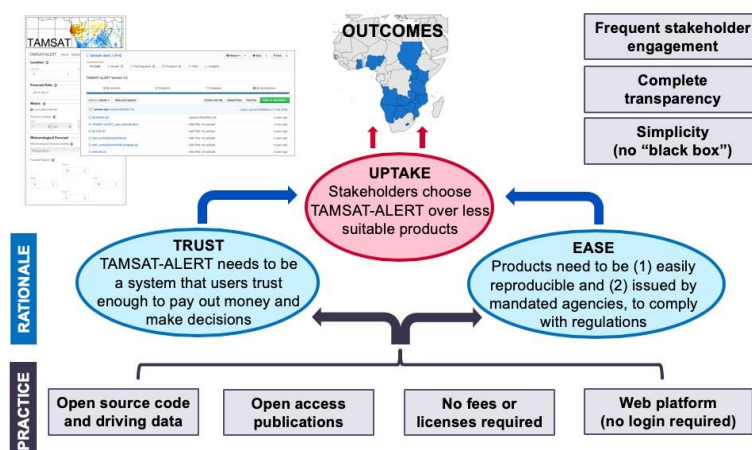 TAMSAT
OUTCOMES
Frequent stakeholder
engagement
Complete
transparency
Simplicity
(no “black box”)
UPTAKE
Stakeholders choose
TAMSAT-ALERT over less
suitable products
RATIONALE
TRUST
TAMSAT-ALERT needs to be
a system that users trust
enough to pay out money and
make decisions
EASE
Products need to be (1) easily
reproducible and (2) issued by
mandated agencies, to comply
with regulations
PRACTICE
Open source code
and driving data
Open access
publications
No fees or
licenses required
Web platform
(no login required)